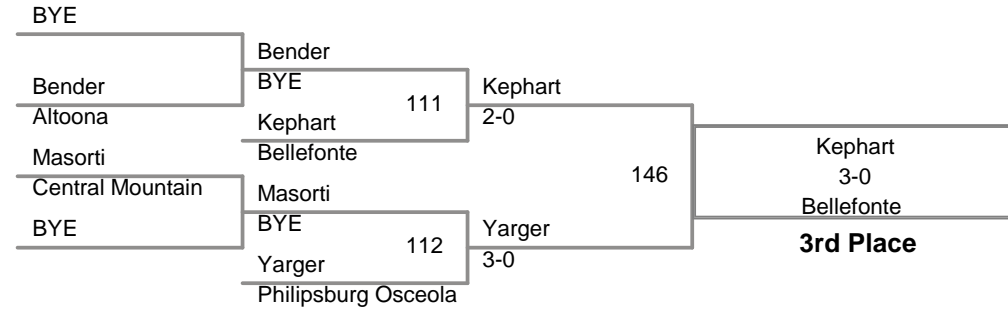 BYE
Bender
Altoona
Masorti
Central Mountain
BYE
Bender
BYE
111
Kephart
Bellefonte
Masorti
BYE
112
Yarger
Philipsburg Osceola
Kephart
2-0
146
Yarger
3-0
Kephart
3-0
Bellefonte
3rd Place